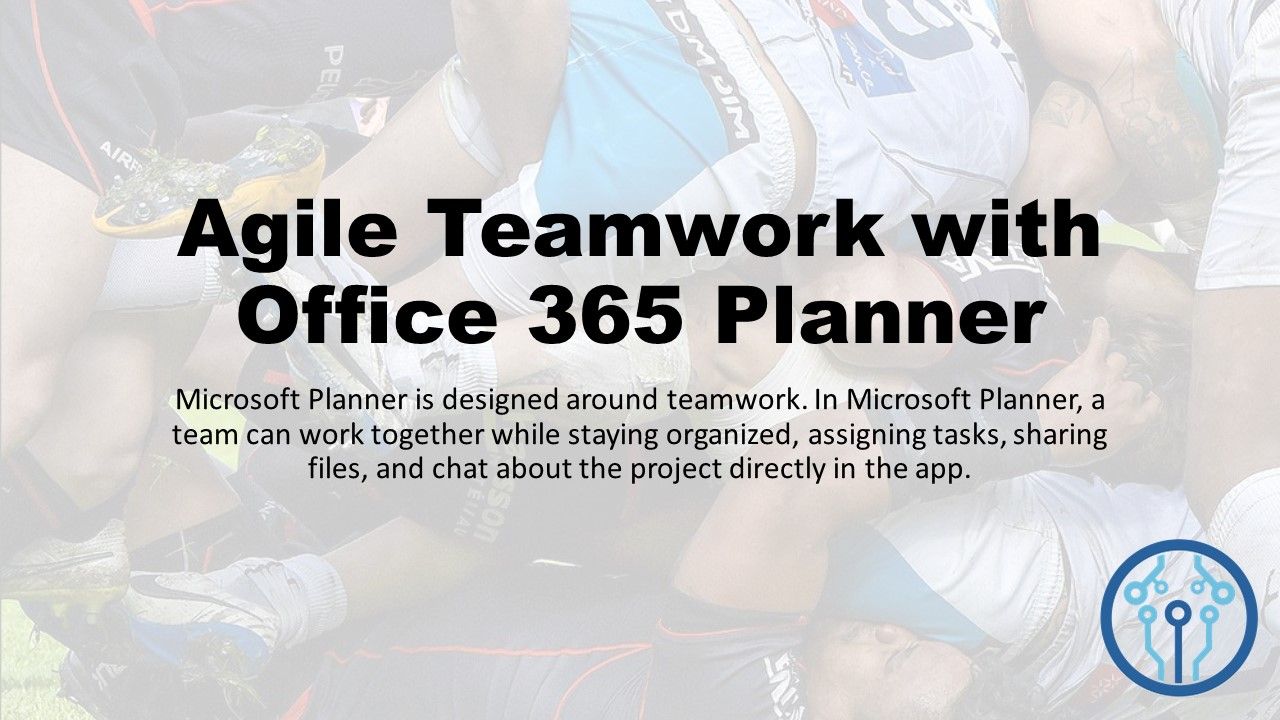 Agile Teamwork with
Office 365 Planner
Microsoft Planner is designed around teamwork. In Microsoft Planner, a
team can work together while staying organized, assigning tasks, sharing
files, and chat about the project directly in the app.